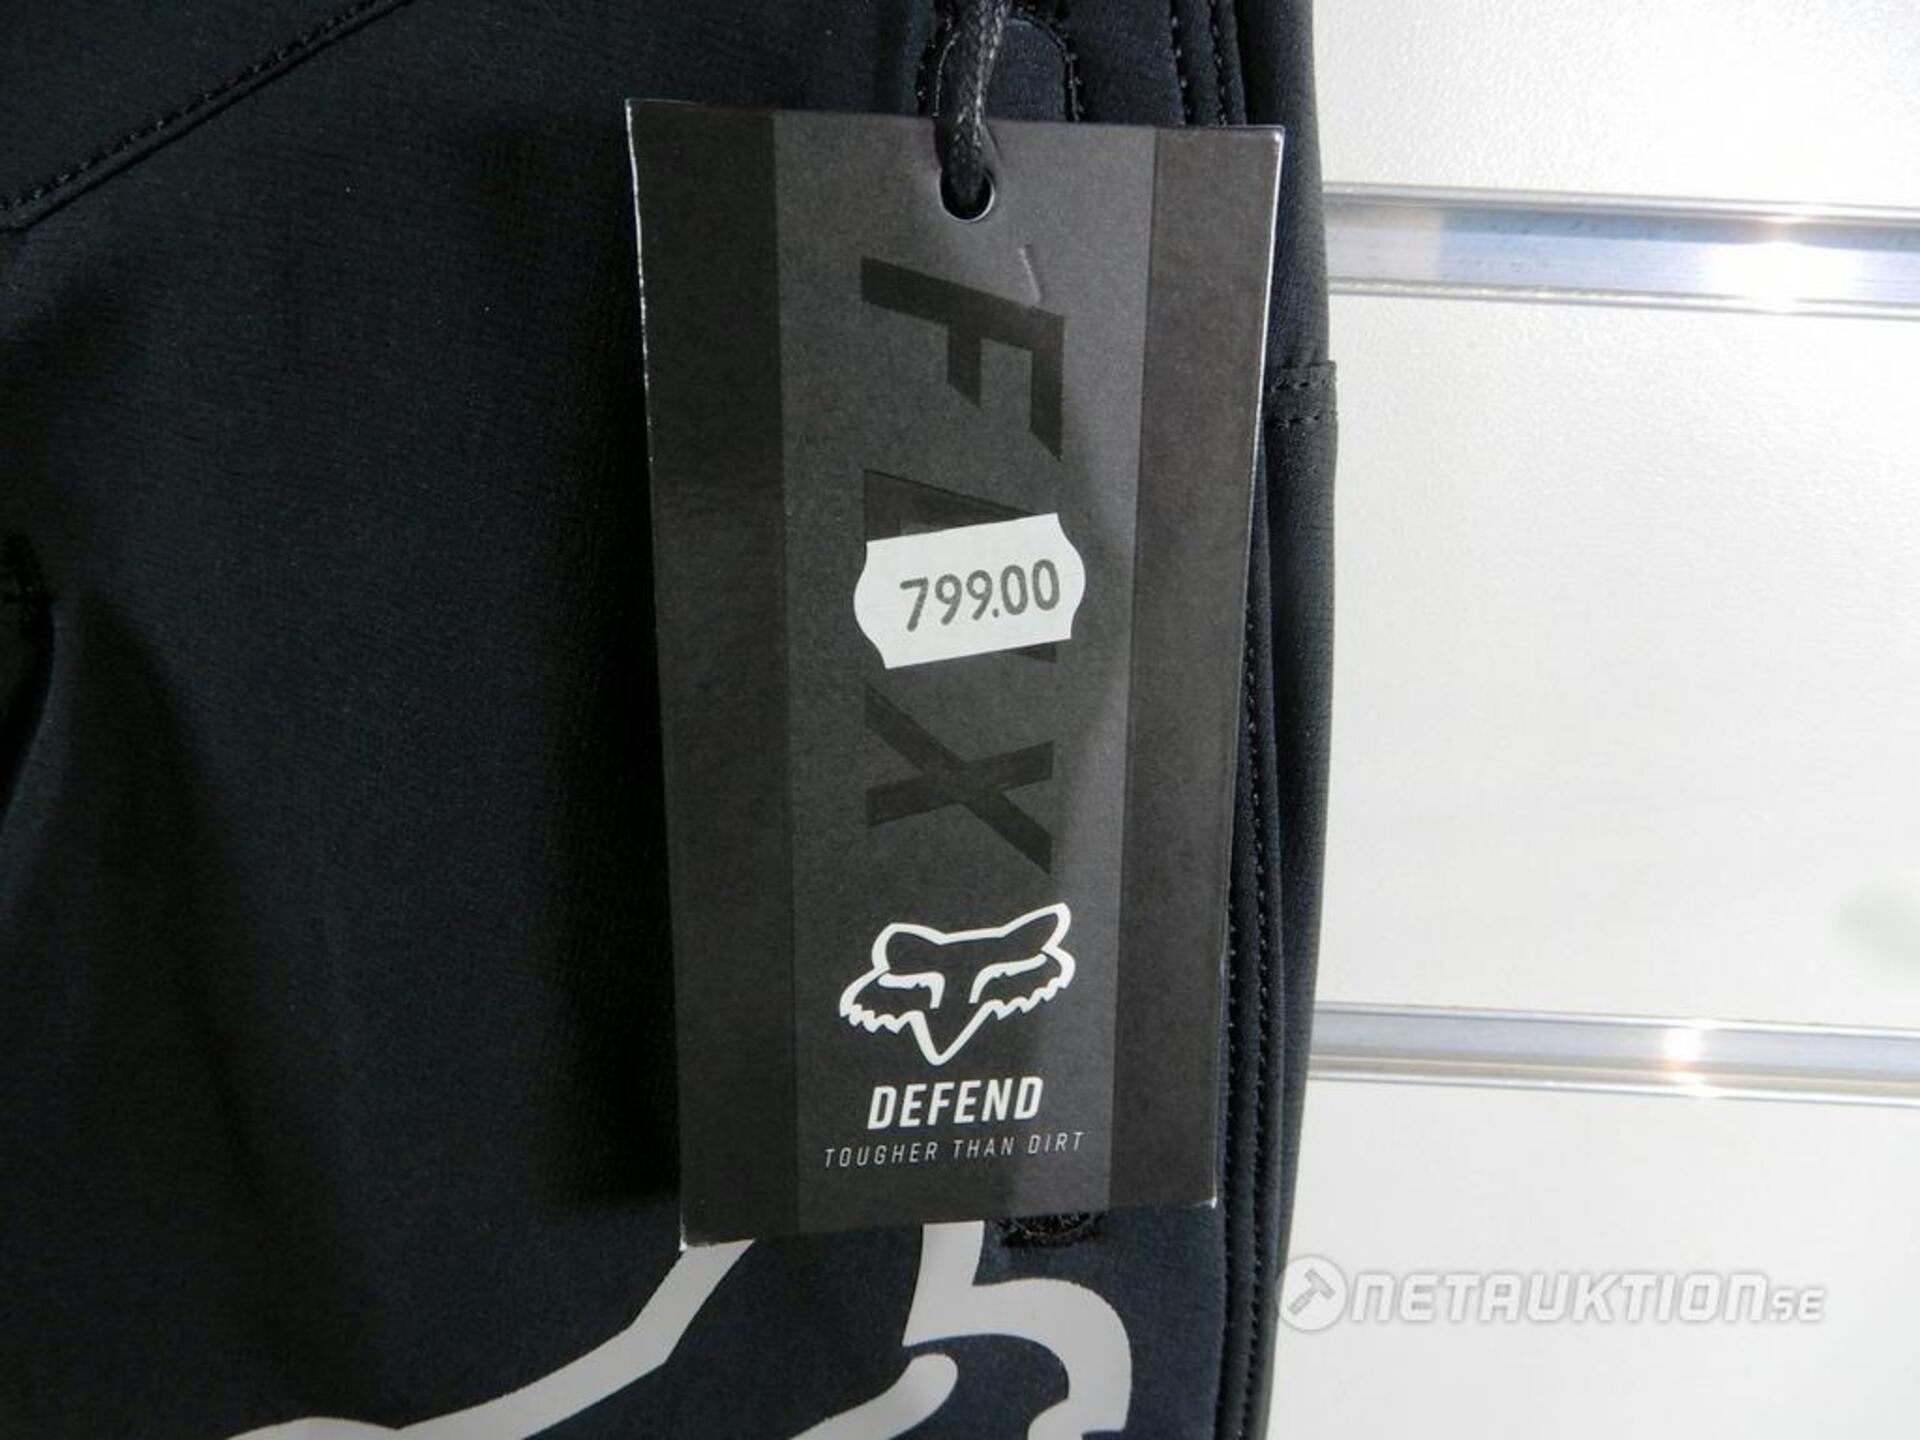 FOX
799.00
DEFEND
TOUGHER THAN DIRT
NETAUKTION.SE